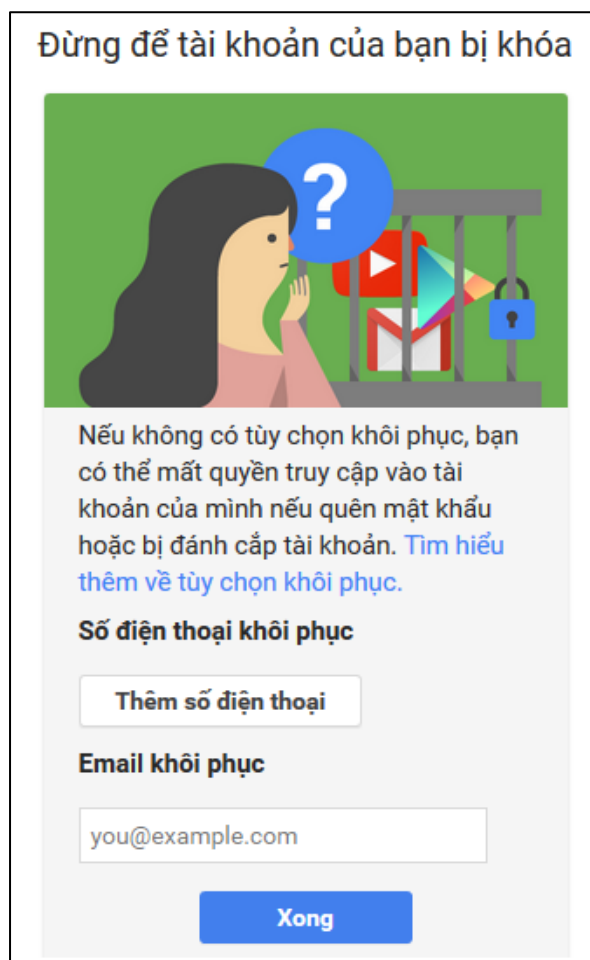 Đừng để tài khoản của bạn bị khóa
?
Nếu không có tùy chọn khôi phục, bạn
có thể mất quyền truy cập vào tài
khoản của mình nếu quên mật khẩu
hoặc bị đánh cắp tài khoản. Tìm hiểu
thêm về tùy chọn khôi phục.
Số điện thoại khôi phục
Thêm số điện thoại
Email khôi phục
you@example.com
Xong